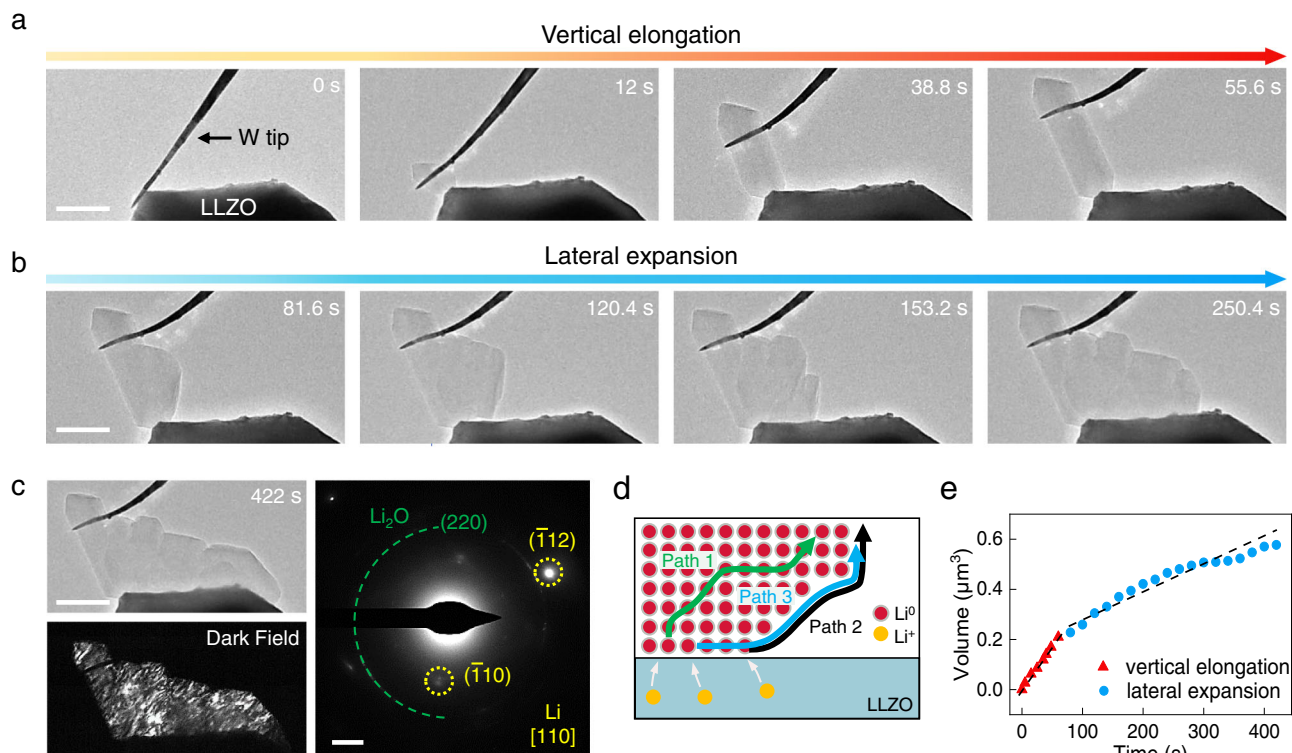 a
Vertical elongation
0 s
12 s
38.8 s
55.6 s
W tip
LLZO
b
Lateral expansion
81.6 s
120.4 s
153.2 s
250.4 s
c
422 s
Dark Field
Li₂O
(220)
(1̅12)
(1̅10)
Li
[110]
d
Path 1
Path 3
Path 2
Li⁰
Li⁺
LLZO
e
Volume (μm³)
0.6
0.4
0.2
0.0
vertical elongation
lateral expansion
0 100 200 300 400
Time (s)